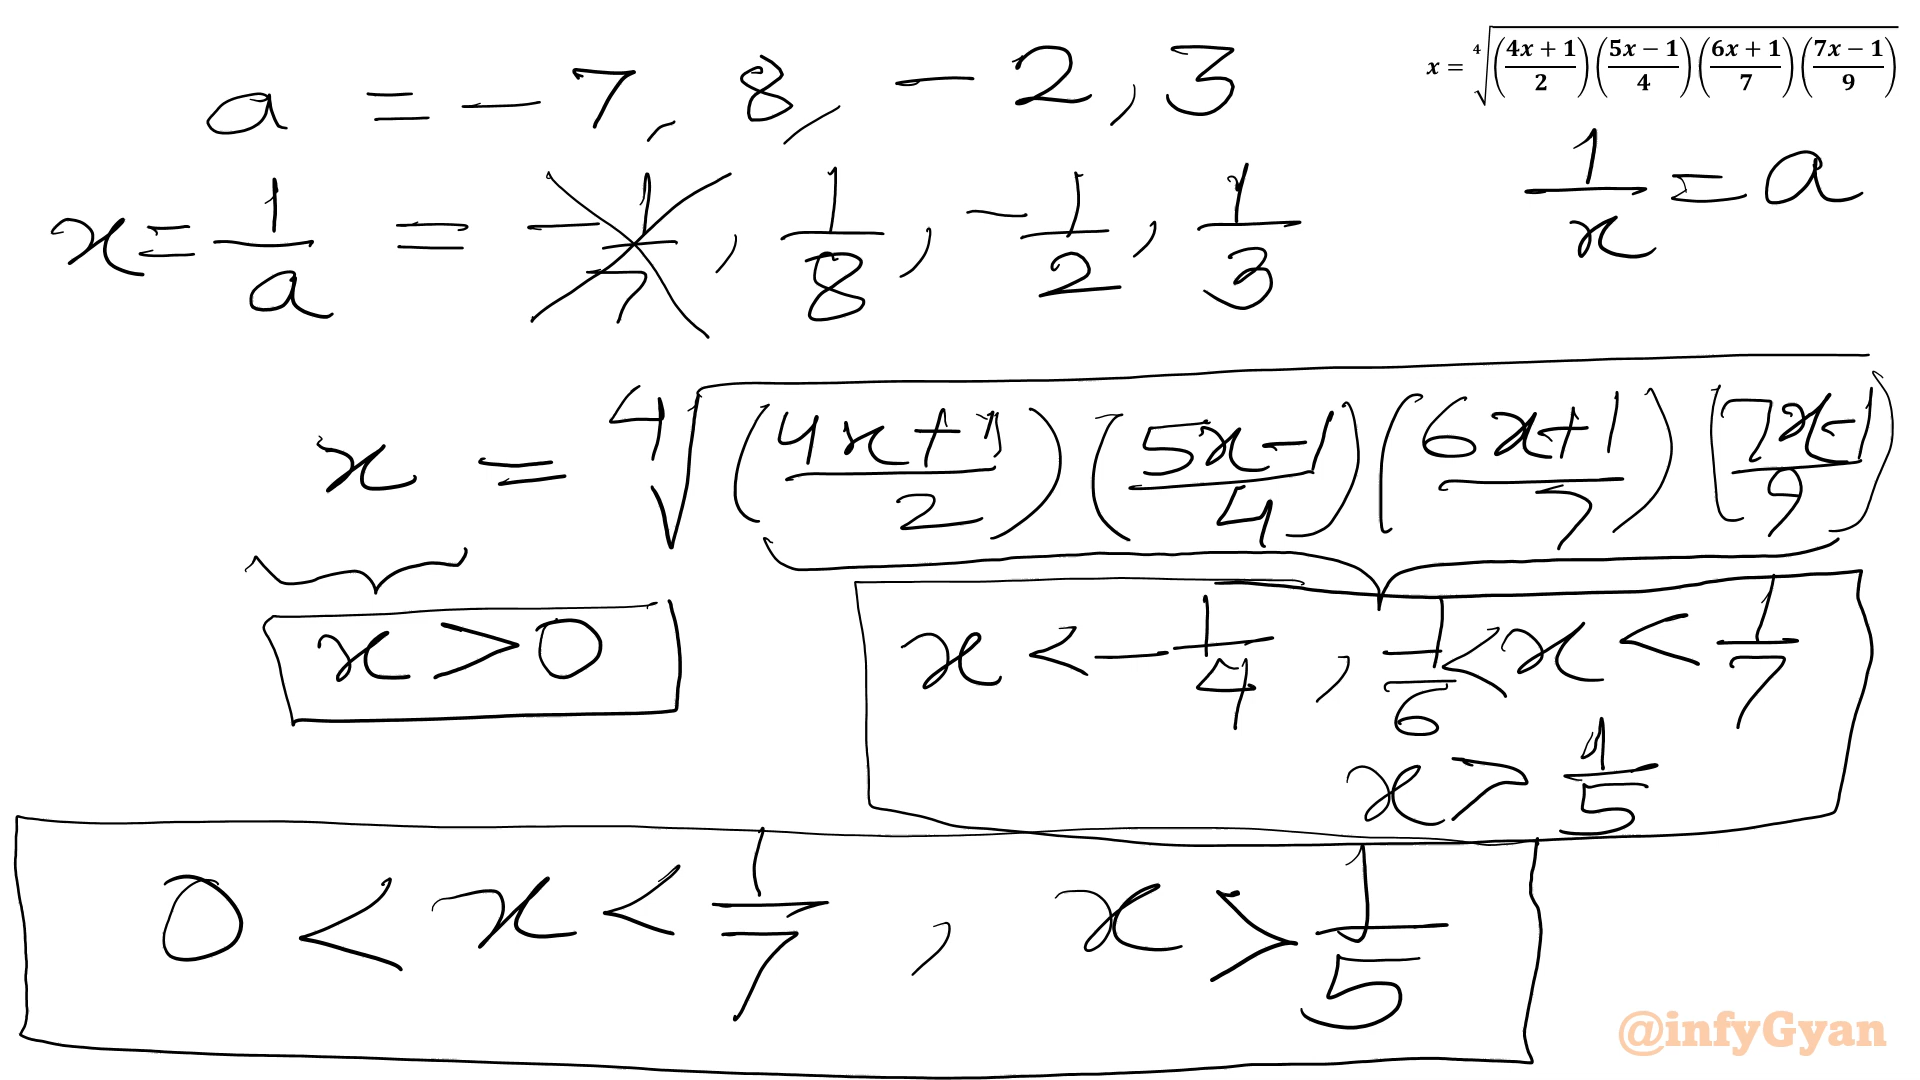 a = -7, 8, -2, 3
x = ⁴√((4x + 1)/2)((5x − 1)/4)((6x + 1)/7)((7x − 1)/9)
1/x = a
x = 1/a = -1/7, 1/8, -1/2, 1/3
x = ⁴√((4x+1)/2)((5x-1)/4)((6x+1)/7)((7x-1)/9)
x > 0
x < -1/4, 1/6 < x < 1/7
x > 1/5
0 < x < 1/7, x > 1/5
@infyGyan